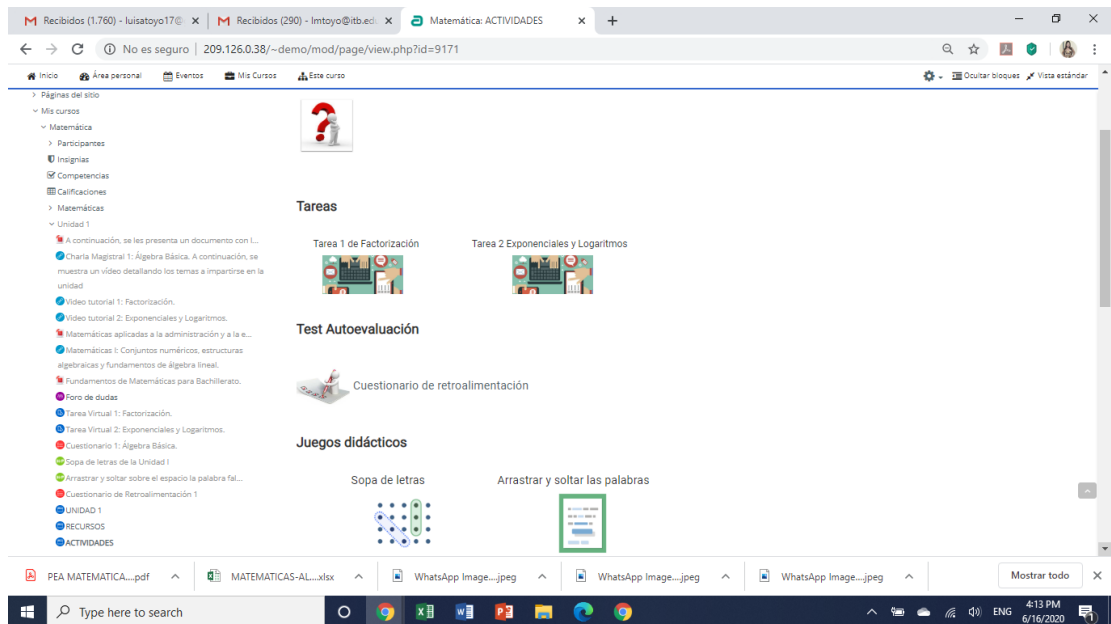 Recibidos (1.760) - luisatoyo17@
Recibidos (290) - lmtoyo@itb.edu
Matemática: ACTIVIDADES
No es seguro | 209.126.0.38/~demo/mod/page/view.php?id=9171
Inicio Área personal Eventos Mis Cursos Este curso
Ocultar bloques Vista estándar
Páginas del sitio
Mis cursos
Matemática
Participantes
Insignias
Competencias
Calificaciones
Matemáticas
Unidad 1
A continuación, se les presenta un documento con l...
Charla Magistral 1: Álgebra Básica. A continuación, se
muestra un vídeo detallando los temas a impartirse en la
unidad
Video tutorial 1: Factorización.
Video tutorial 2: Exponenciales y Logaritmos.
Matemáticas aplicadas a la administración y a la e...
Matemáticas I: Conjuntos numéricos, estructuras
algebraicas y fundamentos de álgebra lineal.
Fundamentos de Matemáticas para Bachillerato.
Foro de dudas
Tarea Virtual 1: Factorización.
Tarea Virtual 2: Exponenciales y Logaritmos.
Cuestionario 1: Álgebra Básica.
Sopa de letras de la Unidad I
Arrastrar y soltar sobre el espacio la palabra fal...
Cuestionario de Retroalimentación 1
UNIDAD 1
RECURSOS
ACTIVIDADES
Tareas
Tarea 1 de Factorización
Tarea 2 Exponenciales y Logaritmos
Test Autoevaluación
Cuestionario de retroalimentación
Juegos didácticos
Sopa de letras
Arrastrar y soltar las palabras
PEA MATEMATICA....pdf
MATEMATICAS-AL....xlsx
WhatsApp Image....jpeg
WhatsApp Image....jpeg
WhatsApp Image....jpeg
Mostrar todo
Type here to search
ENG
4:13 PM
6/16/2020